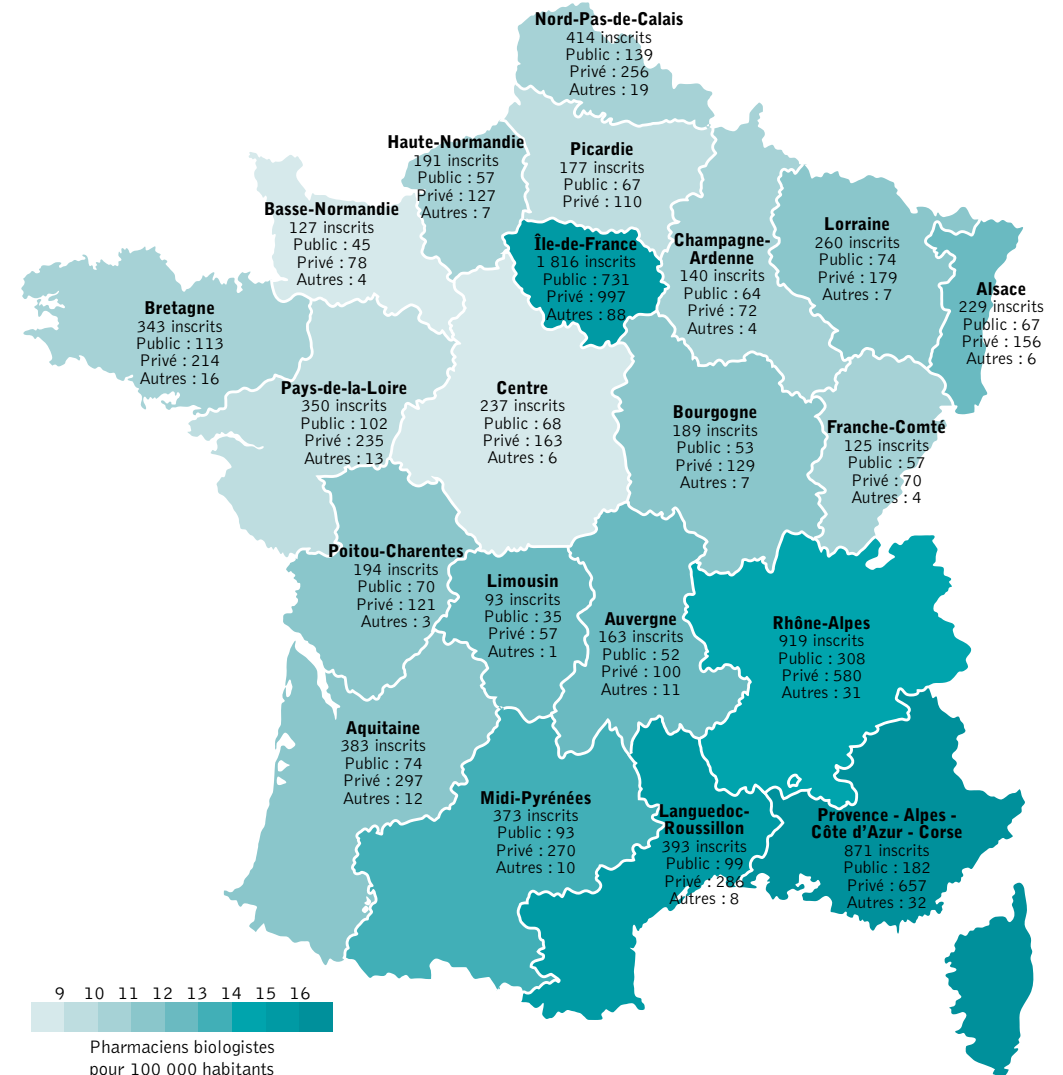 Nord-Pas-de-Calais
414 inscrits
Public : 139
Privé : 256
Autres : 19
Haute-Normandie
191 inscrits
Public : 57
Privé : 127
Autres : 7
Picardie
177 inscrits
Public : 67
Privé : 110
Basse-Normandie
127 inscrits
Public : 45
Privé : 78
Autres : 4
Île-de-France
1 816 inscrits
Public : 731
Privé : 997
Autres : 88
Champagne-
Ardenne
140 inscrits
Public : 64
Privé : 72
Autres : 4
Lorraine
260 inscrits
Public : 74
Privé : 179
Autres : 7
Alsace
229 inscrits
Public : 67
Privé : 156
Autres : 6
Bretagne
343 inscrits
Public : 113
Privé : 214
Autres : 16
Pays-de-la-Loire
350 inscrits
Public : 102
Privé : 235
Autres : 13
Centre
237 inscrits
Public : 68
Privé : 163
Autres : 6
Bourgogne
189 inscrits
Public : 53
Privé : 129
Autres : 7
Franche-Comté
125 inscrits
Public : 57
Privé : 70
Autres : 4
Poitou-Charentes
194 inscrits
Public : 70
Privé : 121
Autres : 3
Limousin
93 inscrits
Public : 35
Privé : 57
Autres : 1
Auvergne
163 inscrits
Public : 52
Privé : 100
Autres : 11
Rhône-Alpes
919 inscrits
Public : 308
Privé : 580
Autres : 31
Aquitaine
383 inscrits
Public : 74
Privé : 297
Autres : 12
Midi-Pyrénées
373 inscrits
Public : 93
Privé : 270
Autres : 10
Languedoc-
Roussillon
393 inscrits
Public : 99
Privé : 286
Autres : 8
Provence - Alpes -
Côte d'Azur - Corse
871 inscrits
Public : 182
Privé : 657
Autres : 32
9 10 11 12 13 14 15 16
Pharmaciens biologistes
pour 100 000 habitants